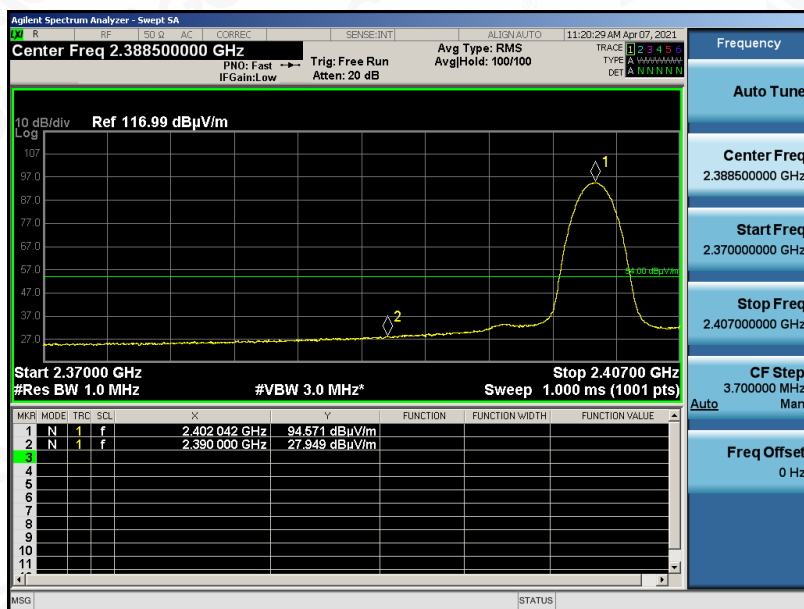 Agilent Spectrum Analyzer - Swept SA
LXI R RF 50 Ω AC CORREC SENSE:INT ALIGN AUTO 11:20:29 AM Apr 07, 2021
Center Freq 2.388500000 GHz
PNO: Fast
IFGain:Low
Trig: Free Run
Atten: 20 dB
Avg Type: RMS
Avg|Hold: 100/100
TRACE 1 2 3 4 5 6
TYPE A WWWWW
DET A N N N N N
10 dB/div Ref 116.99 dBµV/m
Log
107
97.0
87.0
77.0
67.0
57.0
47.0
37.0
27.0
1
54.00 dBµV/m
2
Start 2.37000 GHz Stop 2.40700 GHz
#Res BW 1.0 MHz #VBW 3.0 MHz* Sweep 1.000 ms (1001 pts)
MKR MODE TRC SCL X Y FUNCTION FUNCTION WIDTH FUNCTION VALUE
1 N 1 f 2.402 042 GHz 94.571 dBµV/m
2 N 1 f 2.390 000 GHz 27.949 dBµV/m
3
4
5
6
7
8
9
10
11
MSG STATUS
Frequency
Auto Tune
Center Freq
2.388500000 GHz
Start Freq
2.370000000 GHz
Stop Freq
2.407000000 GHz
CF Step
3.700000 MHz
Auto Man
Freq Offset
0 Hz